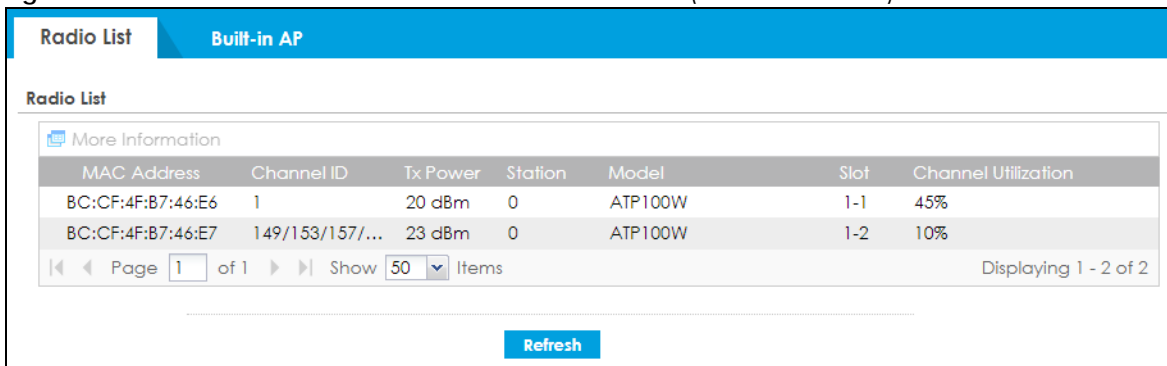 Radio List Built-in AP
Radio List
More Information
MAC Address Channel ID Tx Power Station Model Slot Channel Utilization
BC:CF:4F:B7:46:E6 1 20 dBm 0 ATP100W 1-1 45%
BC:CF:4F:B7:46:E7 149/153/157/... 23 dBm 0 ATP100W 1-2 10%
Page 1 of 1 Show 50 Items Displaying 1 - 2 of 2
Refresh